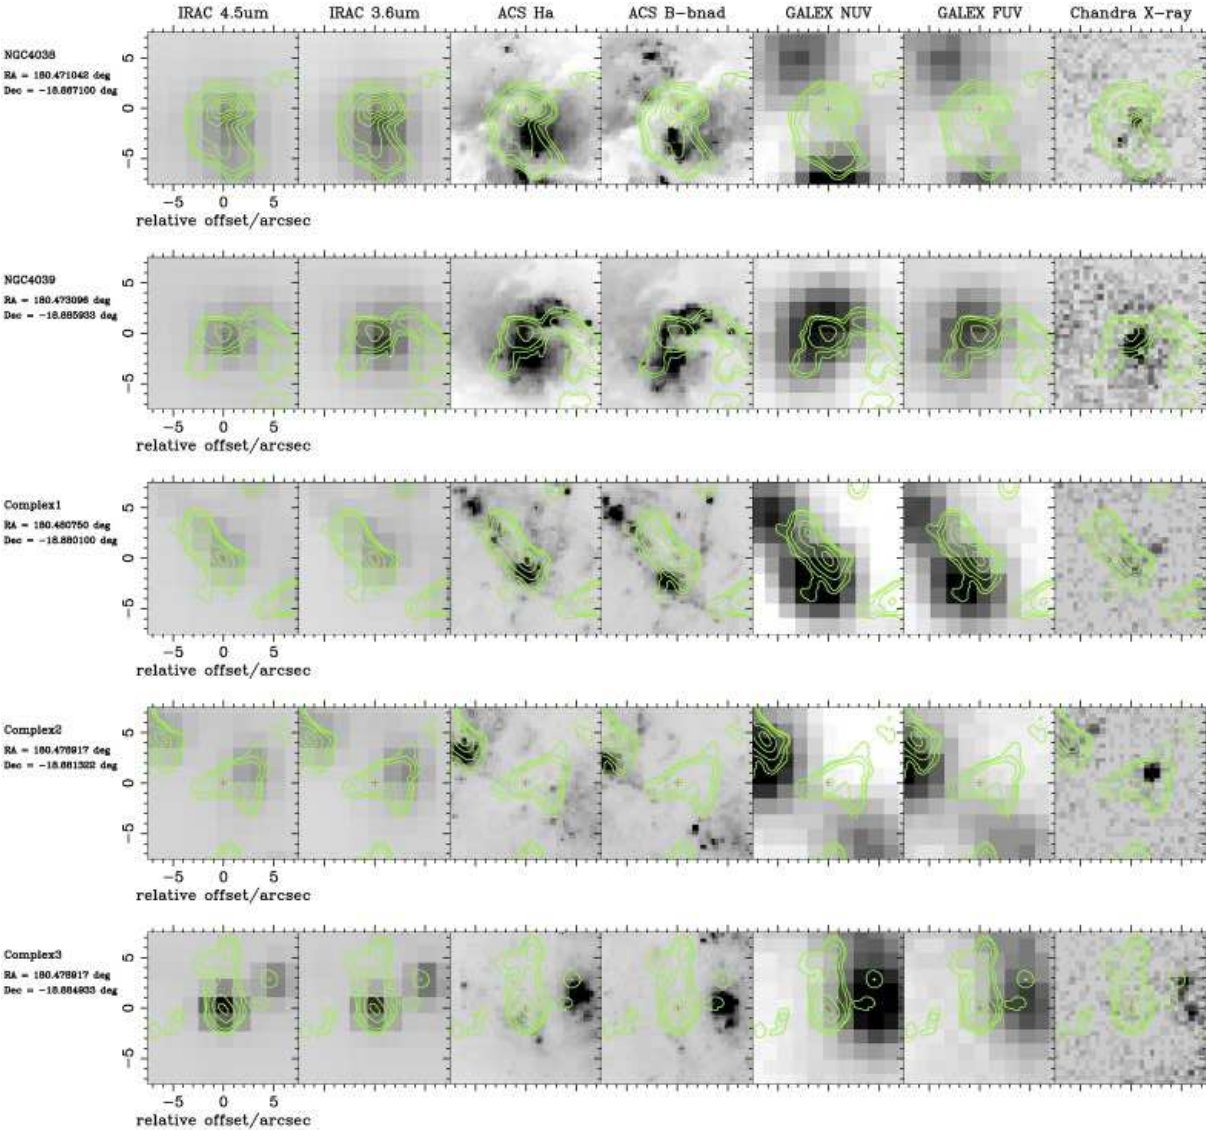 IRAC 4.5um IRAC 3.6um ACS Ha ACS B-bnad GALEX NUV GALEX FUV Chandra X-ray
NGC4038
RA = 180.471042 deg
Dec = -18.867100 deg
5
0
-5
-5 0 5
relative offset/arcsec
NGC4039
RA = 180.473096 deg
Dec = -18.885933 deg
5
0
-5
-5 0 5
relative offset/arcsec
Complex1
RA = 180.480750 deg
Dec = -18.880100 deg
5
0
-5
-5 0 5
relative offset/arcsec
Complex2
RA = 180.478917 deg
Dec = -18.881322 deg
5
0
-5
-5 0 5
relative offset/arcsec
Complex3
RA = 180.478917 deg
Dec = -18.884933 deg
5
0
-5
-5 0 5
relative offset/arcsec